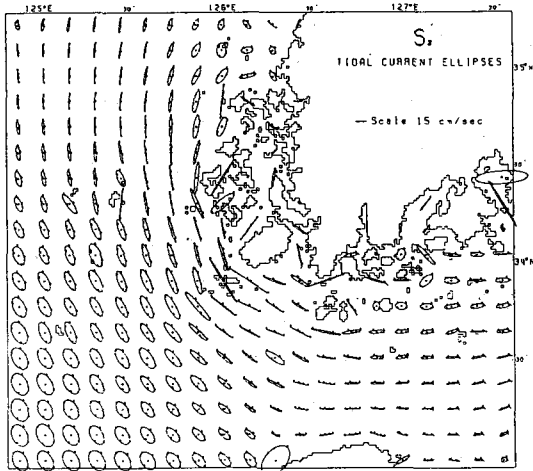 125°E 30' 126°E 30' 127°E 30'
S₂
TIDAL CURRENT ELLIPSES
35°N
— Scale 15 cm/sec
30'
34°N
30'